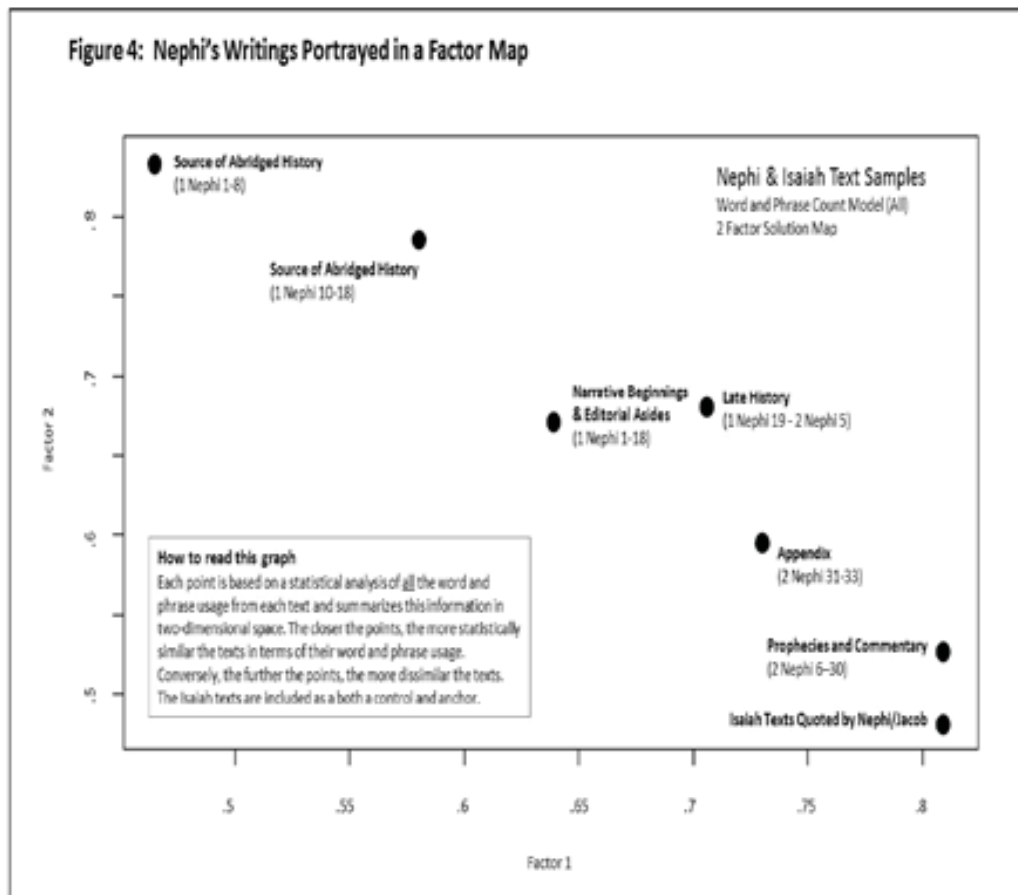 Figure 4: Nephi's Writings Portrayed in a Factor Map
Source of Abridged History
(1 Nephi 1-8)
Nephi & Isaiah Text Samples
Word and Phrase Count Model (All)
2 Factor Solution Map
Source of Abridged History
(1 Nephi 10-18)
Narrative Beginnings
& Editorial Asides
(1 Nephi 1-18)
Late History
(1 Nephi 19 - 2 Nephi 5)
Appendix
(2 Nephi 31-33)
Prophecies and Commentary
(2 Nephi 6–30)
Isaiah Texts Quoted by Nephi/Jacob
How to read this graph
Each point is based on a statistical analysis of all the word and
phrase usage from each text and summarizes this information in
two-dimensional space. The closer the points, the more statistically
similar the texts in terms of their word and phrase usage.
Conversely, the further the points, the more dissimilar the texts.
The Isaiah texts are included as a both a control and anchor.
.8
.7
.6
.5
Factor 2
.5 .55 .6 .65 .7 .75 .8
Factor 1